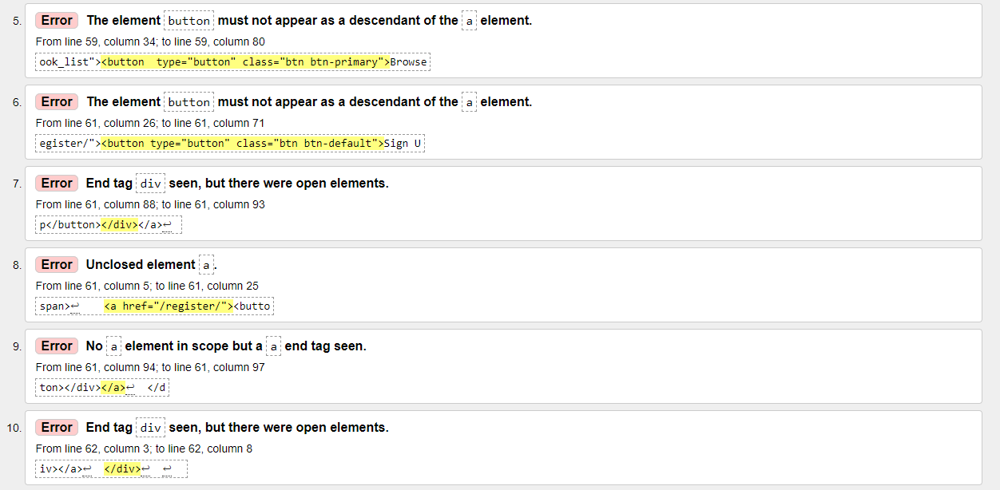 5. Error The element button must not appear as a descendant of the a element.
From line 59, column 34; to line 59, column 80
ook_list"><button  type="button" class="btn btn-primary">Browse
6. Error The element button must not appear as a descendant of the a element.
From line 61, column 26; to line 61, column 71
egister/"><button type="button" class="btn btn-default">Sign U
7. Error End tag div seen, but there were open elements.
From line 61, column 88; to line 61, column 93
p</button></div></a>↩
8. Error Unclosed element a.
From line 61, column 5; to line 61, column 25
span>↩    <a href="/register/"><butto
9. Error No a element in scope but a a end tag seen.
From line 61, column 94; to line 61, column 97
ton></div></a>↩  </d
10. Error End tag div seen, but there were open elements.
From line 62, column 3; to line 62, column 8
iv></a>↩  </div>↩  ↩